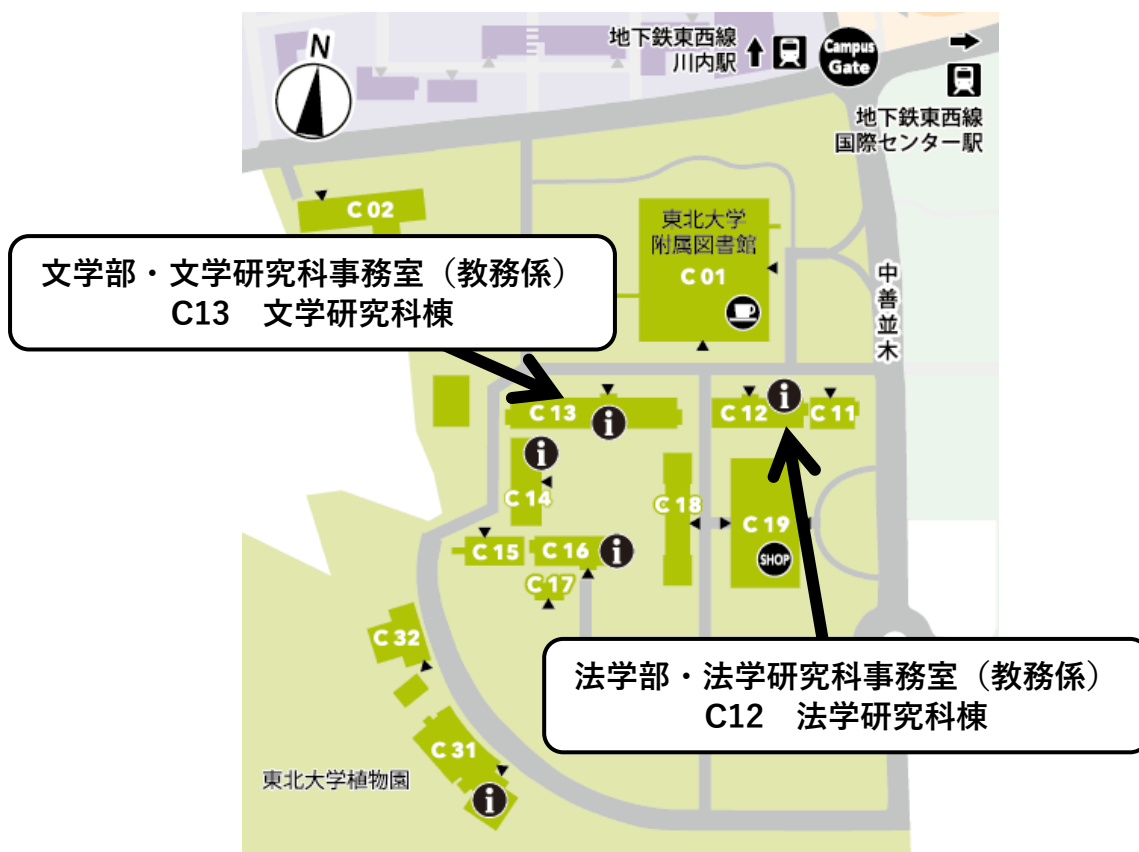 N
地下鉄東西線
川内駅
Campus
Gate
地下鉄東西線
国際センター駅
C 02
東北大学
附属図書館
C 01
中善並木
文学部・文学研究科事務室（教務係）
C13　文学研究科棟
C 13
i
C 12
i
C 11
i
C 14
C 18
C 19
SHOP
C 15
C 16
i
C 17
C 32
法学部・法学研究科事務室（教務係）
C12　法学研究科棟
C 31
i
東北大学植物園